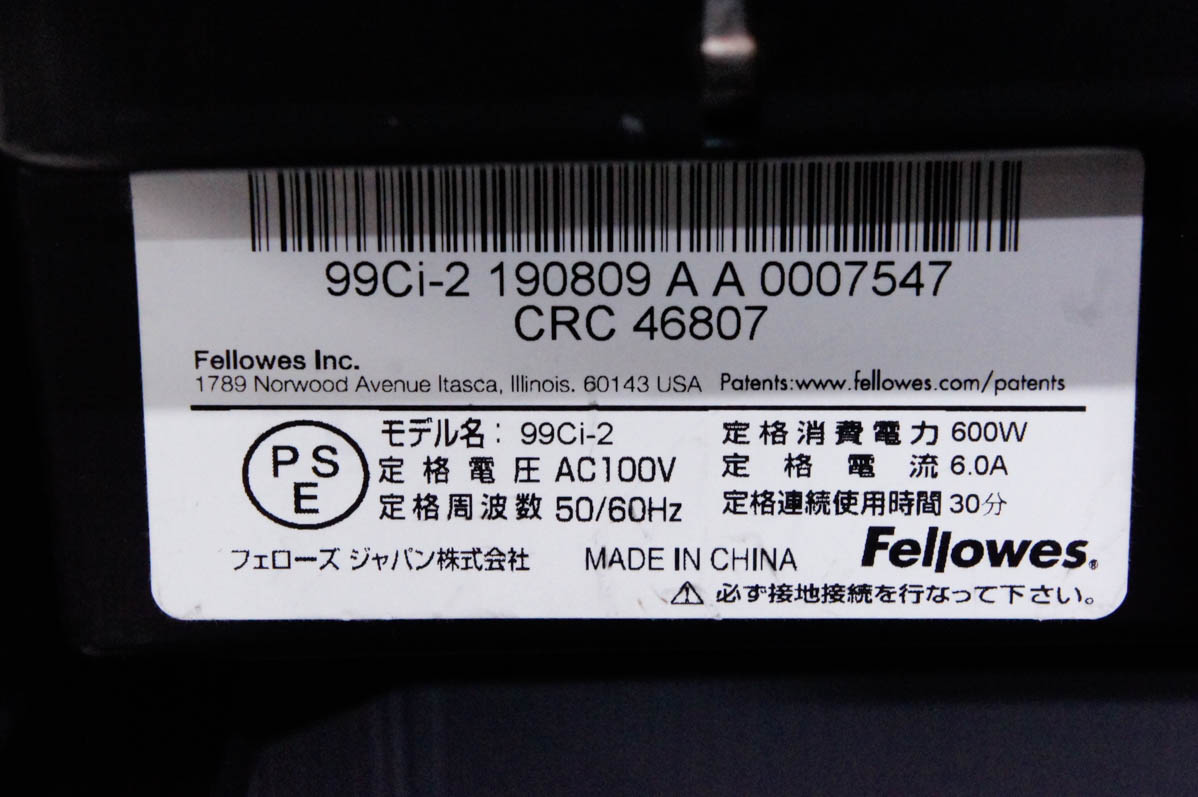 99Ci-2 190809 A A 0007547
CRC 46807
Fellowes Inc.
1789 Norwood Avenue Itasca, Illinois. 60143 USA Patents:www.fellowes.com/patents
PS
E
モデル名: 99Ci-2
定格電圧 AC100V
定格周波数 50/60Hz
定格消費電力 600W
定格電流 6.0A
定格連続使用時間 30分
フェローズ ジャパン株式会社 MADE IN CHINA
Fellowes®
⚠ 必ず接地接続を行なって下さい。